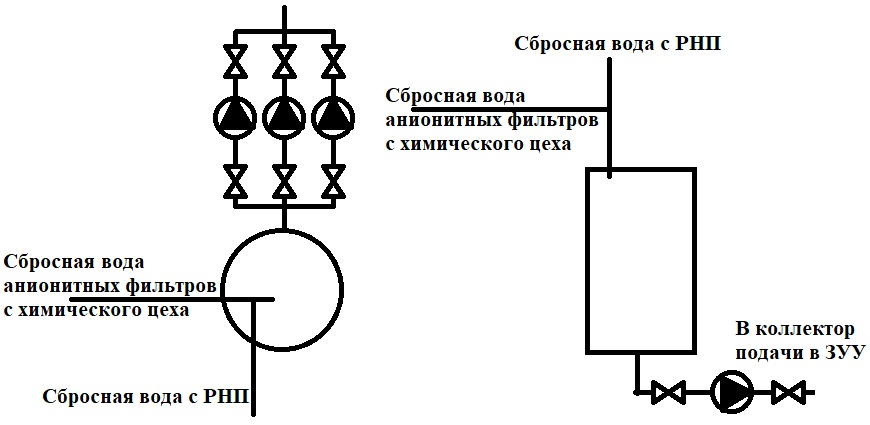 Сбросная вода
анионитных фильтров
с химического цеха
Сбросная вода с РНП
Сбросная вода с РНП
Сбросная вода
анионитных фильтров
с химического цеха
В коллектор
подачи в ЗУУ